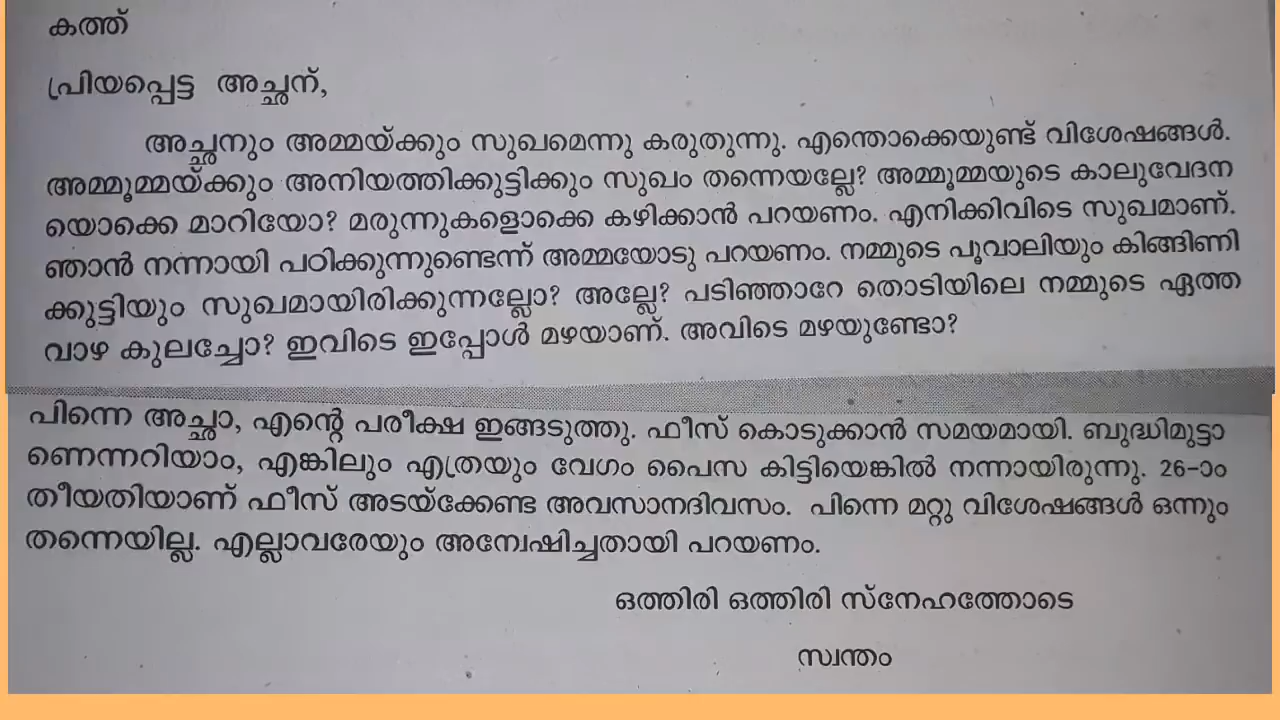 കത്ത്
പ്രിയപ്പെട്ട അച്ഛന്,
അച്ഛനും അമ്മയ്ക്കും സുഖമെന്നു കരുതുന്നു. എന്തൊക്കെയുണ്ട് വിശേഷങ്ങൾ.
അമ്മൂമ്മയ്ക്കും അനിയത്തിക്കുട്ടിക്കും സുഖം തന്നെയല്ലേ? അമ്മൂമ്മയുടെ കാലുവേദന
യൊക്കെ മാറിയോ? മരുന്നുകളൊക്കെ കഴിക്കാൻ പറയണം. എനിക്കിവിടെ സുഖമാണ്.
ഞാൻ നന്നായി പഠിക്കുന്നുണ്ടെന്ന് അമ്മയോടു പറയണം. നമ്മുടെ പൂവാലിയും കിങ്ങിണി
ക്കുട്ടിയും സുഖമായിരിക്കുന്നല്ലോ? അല്ലേ? പടിഞ്ഞാറേ തൊടിയിലെ നമ്മുടെ ഏത്ത
വാഴ കുലച്ചോ? ഇവിടെ ഇപ്പോൾ മഴയാണ്. അവിടെ മഴയുണ്ടോ?
പിന്നെ അച്ഛാ, എന്റെ പരീക്ഷ ഇങ്ങടുത്തു. ഫീസ് കൊടുക്കാൻ സമയമായി. ബുദ്ധിമുട്ടാ
ണെന്നറിയാം, എങ്കിലും എത്രയും വേഗം പൈസ കിട്ടിയെങ്കിൽ നന്നായിരുന്നു. 26-ാം
തീയതിയാണ് ഫീസ് അടയ്ക്കേണ്ട അവസാനദിവസം. പിന്നെ മറ്റു വിശേഷങ്ങൾ ഒന്നും
തന്നെയില്ല. എല്ലാവരേയും അന്വേഷിച്ചതായി പറയണം.
ഒത്തിരി ഒത്തിരി സ്നേഹത്തോടെ
സ്വന്തം